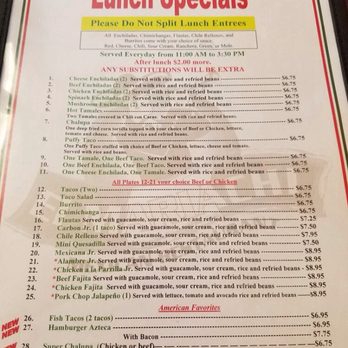 Lunch Specials
Please Do Not Split Lunch Entrees
All Enchiladas, Chimichangas, Flautas, Chile Rellenos, and
Burritos come with your choice of sauce.
Red, Cheese, Chili, Sour Cream, Ranchera, Green, or Mole.
Served Everyday from 11:00 AM to 3:30 PM
After lunch $2.00 more.
ANY SUBSTITUTIONS WILL BE EXTRA
1. Cheese Enchiladas (2) Served with rice and refried beans $6.75
2. Beef Enchiladas (2) Served with rice and refried beans $6.75
3. Chicken Enchiladas (2) Served with rice and refried beans $6.75
4. Spinach Enchiladas (2) Served with rice and refried beans $6.75
5. Mushroom Enchiladas (2) Served with rice and refried beans $6.75
6. Hot Tamales $6.75
Two Tamales covered in Chili con Carne. Served with rice and refried beans.
7. Chalupa $6.75
One deep fried corn tortilla topped with your choice of Beef or Chicken, lettuce,
tomato and cheese. Served with rice and refried beans.
8. Puffy Taco $6.75
One Puffy Taco stuffed with choice of Beef or Chicken, lettuce, tomato and cheese.
Served with rice and refried beans.
9. One Tamale, One Beef Taco. Served with rice and refried beans $6.75
10. One Beef Enchilada, One Beef Taco. Served with rice and refried beans $6.75
11. One Cheese Enchilada, One Tamale. Served with rice and refried beans $6.75
All Plates 12-21 your choice Beef or Chicken
12. Tacos (Two) $6.75
13. Taco Salad $6.75
14. Burrito $6.75
15. Chimichanga $6.75
16. Flautas Served with guacamole, sour cream, rice and refried beans $7.95
17. Carbon Jr. (1 taco) Served with guacamole, sour cream, rice and refried beans $7.50
18. Chile Relleno Served with guacamole, sour cream, rice and refried beans $7.95
19. Mini Quesadilla Served with guacamole, sour cream, rice and refried beans $7.50
20. Mexicana Jr. Served with guacamole, sour cream, rice and refried beans $8.95
21. *Alambre Jr. Served with guacamole, sour cream, rice and refried beans $8.95
22. *Chicken a la Parrilla Jr. Served with guacamole, sour cream, rice and refried beans $8.95
23. *Beef Fajita Served with guacamole, sour cream, rice and refried beans $8.95
24. *Chicken Fajita Served with guacamole, sour cream, rice and refried beans $8.95
25. *Pork Chop Jalapeño (1) Served with lettuce, tomato and rice and refried beans $8.95
American Favorites
26. Fish Tacos (2 tacos) $6.75
NEW 27. Hamburger Azteca $6.75
With Bacon $7.75
NEW 28. Super Chalupa (Chicken or beef)